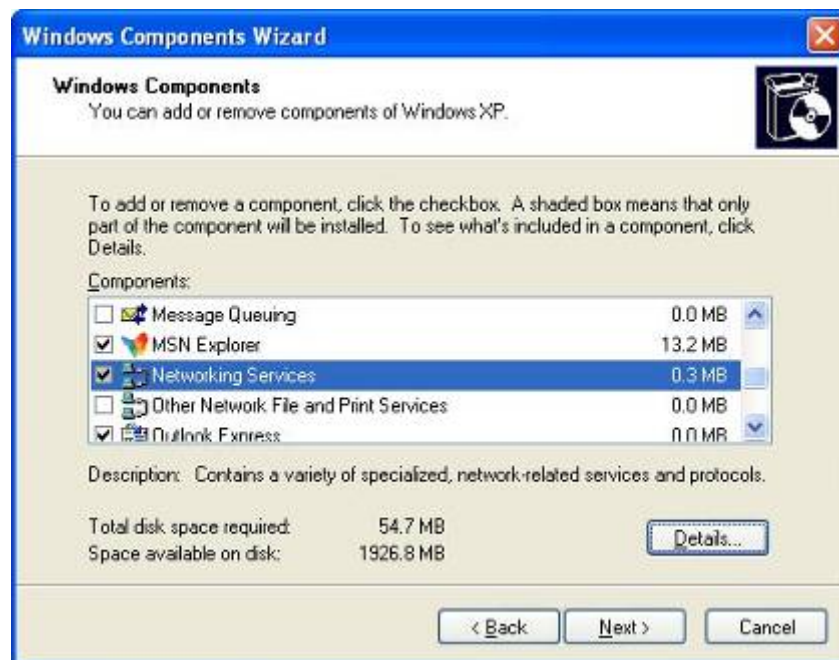 Windows Components Wizard
Windows Components
You can add or remove components of Windows XP.
To add or remove a component, click the checkbox. A shaded box means that only
part of the component will be installed. To see what's included in a component, click
Details.
Components:
Message Queuing 0.0 MB
MSN Explorer 13.2 MB
Networking Services 0.3 MB
Other Network File and Print Services 0.0 MB
Outlook Express 0.0 MB
Description: Contains a variety of specialized, network-related services and protocols.
Total disk space required: 54.7 MB
Space available on disk: 1926.8 MB
Details...
< Back
Next >
Cancel